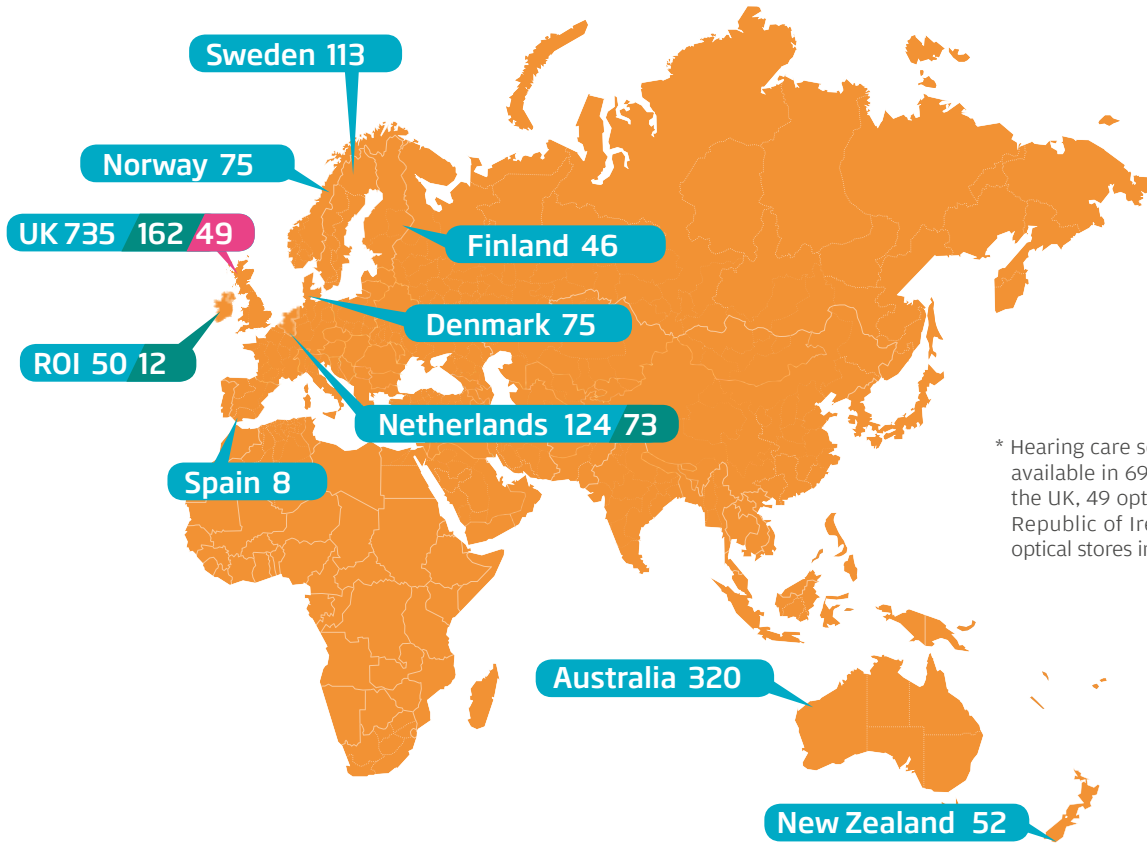 Sweden 113
Norway 75
UK 735 162 49
Finland 46
Denmark 75
ROI 50 12
Netherlands 124 73
Spain 8
* Hearing care s
available in 69
the UK, 49 opt
Republic of Ire
optical stores i
Australia 320
New Zealand 52